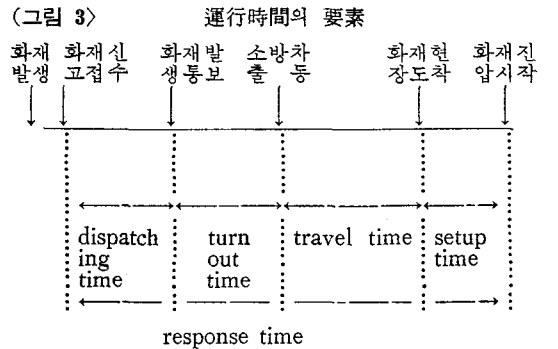 〈그림 3〉 運行時間의 要素
화재 화재신 화재발 소방차 화재현 화재진
발생 고접수 생통보 출 동 장도착 압시작
dispatch turn travel time setup
ing out time
time time
response time